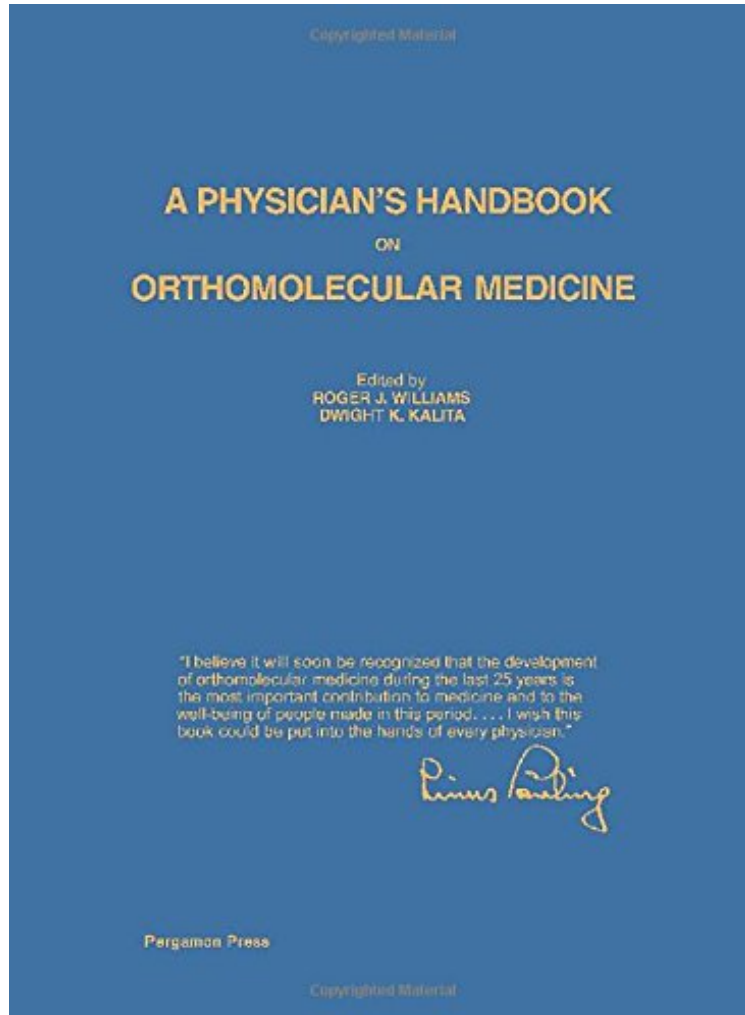 Copyrighted Material
A PHYSICIAN'S HANDBOOK
ON
ORTHOMOLECULAR MEDICINE
Edited by
ROGER J. WILLIAMS
DWIGHT K. KALITA
"I believe it will soon be recognized that the development
of orthomolecular medicine during the last 25 years is
the most important contribution to medicine and to the
well-being of people made in this period. . . . I wish this
book could be put into the hands of every physician."
Linus Pauling
Pergamon Press
Copyrighted Material